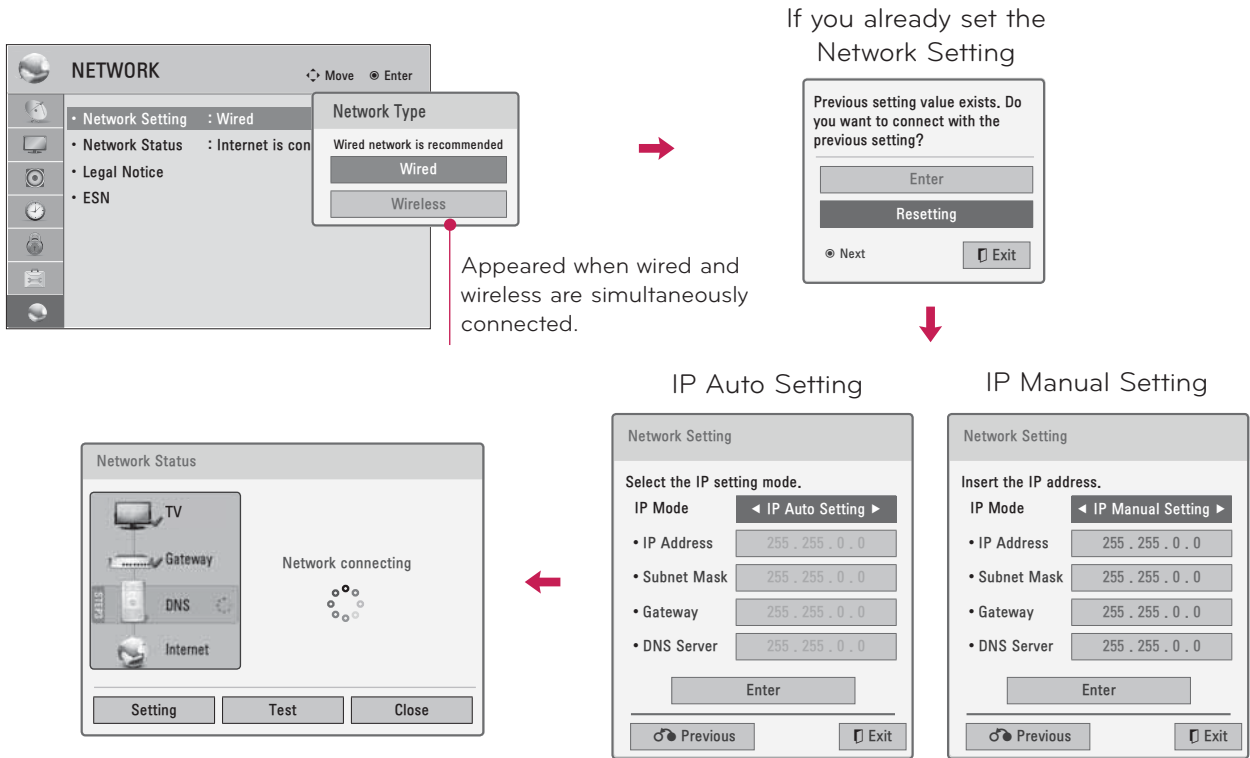 If you already set the
Network Setting
NETWORK
Move Enter
• Network Setting : Wired
• Network Status : Internet is con
• Legal Notice
• ESN
Network Type
Wired network is recommended
Wired
Wireless
Appeared when wired and
wireless are simultaneously
connected.
Previous setting value exists. Do
you want to connect with the
previous setting?
Enter
Resetting
Next Exit
IP Auto Setting
Network Setting
Select the IP setting mode.
IP Mode ◄ IP Auto Setting ►
• IP Address 255 . 255 . 0 . 0
• Subnet Mask 255 . 255 . 0 . 0
• Gateway 255 . 255 . 0 . 0
• DNS Server 255 . 255 . 0 . 0
Enter
Previous Exit
IP Manual Setting
Network Setting
Insert the IP address.
IP Mode ◄ IP Manual Setting ►
• IP Address 255 . 255 . 0 . 0
• Subnet Mask 255 . 255 . 0 . 0
• Gateway 255 . 255 . 0 . 0
• DNS Server 255 . 255 . 0 . 0
Enter
Previous Exit
Network Status
TV
Gateway
STEP3
DNS
Internet
Network connecting
Setting Test Close